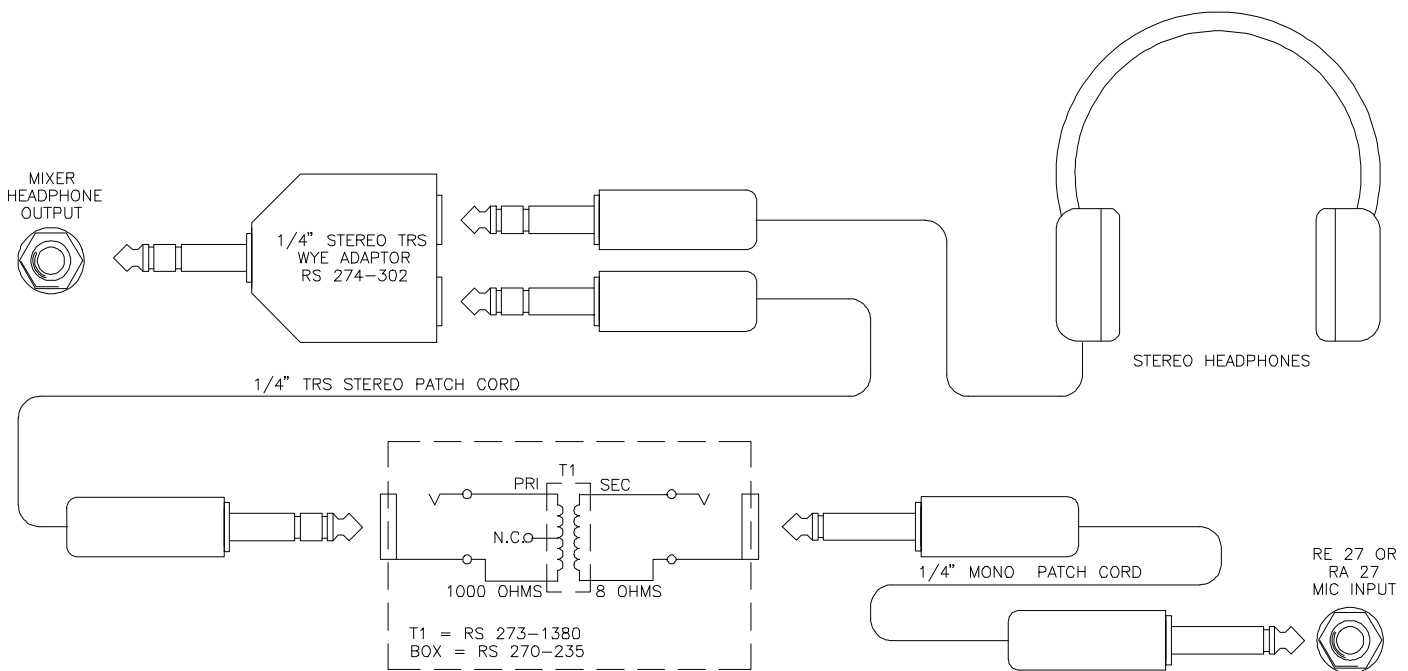 MIXER
HEADPHONE
OUTPUT
1/4" STEREO TRS
WYE ADAPTOR
RS 274-302
STEREO HEADPHONES
1/4" TRS STEREO PATCH CORD
T1
PRI
SEC
N.C.
1000 OHMS
8 OHMS
T1 = RS 273-1380
BOX = RS 270-235
1/4" MONO PATCH CORD
RE 27 OR
RA 27
MIC INPUT